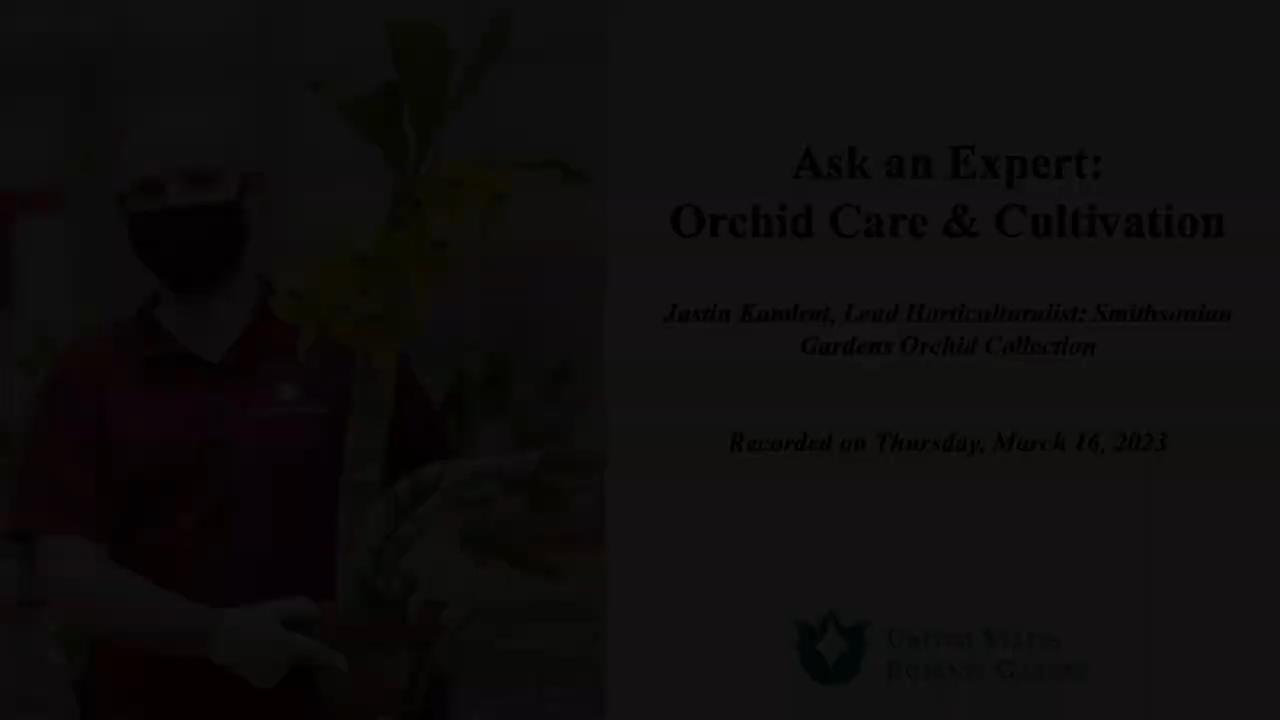 Ask an Expert:
Orchid Care & Cultivation
Justin Kondrat, Lead Horticulturalist: Smithsonian
Gardens Orchid Collection
Recorded on Thursday, March 16, 2023
United States
Botanic Garden